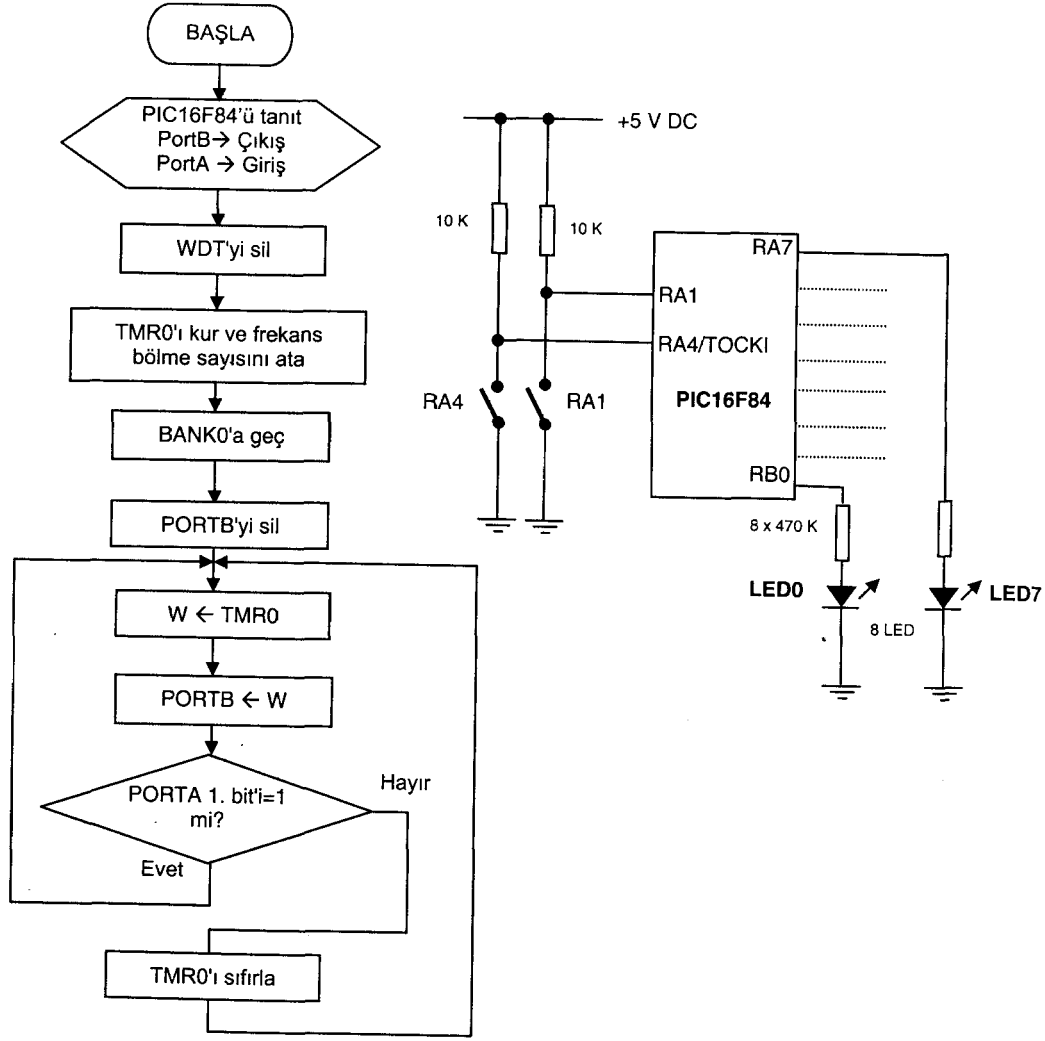 BAŞLA
PIC16F84'ü tanıt
PortB→ Çıkış
PortA → Giriş
WDT'yi sil
TMR0'ı kur ve frekans
bölme sayısını ata
BANK0'a geç
PORTB'yi sil
W ← TMR0
PORTB ← W
PORTA 1. bit'i=1
mi?
Hayır
Evet
TMR0'ı sıfırla
+5 V DC
10 K
10 K
RA7
RA1
RA4/TOCKI
RA4
RA1
PIC16F84
RB0
8 x 470 K
LED0
LED7
8 LED